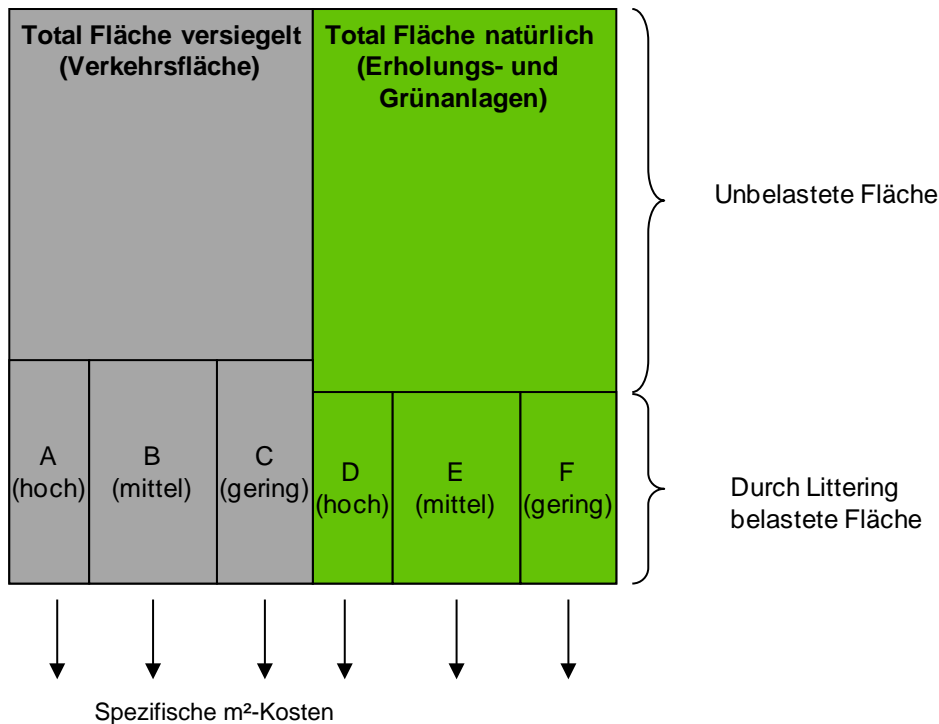 Total Fläche versiegelt
(Verkehrsfläche)
Total Fläche natürlich
(Erholungs- und
Grünanlagen)
Unbelastete Fläche
A
(hoch)
B
(mittel)
C
(gering)
D
(hoch)
E
(mittel)
F
(gering)
Durch Littering
belastete Fläche
Spezifische m²-Kosten